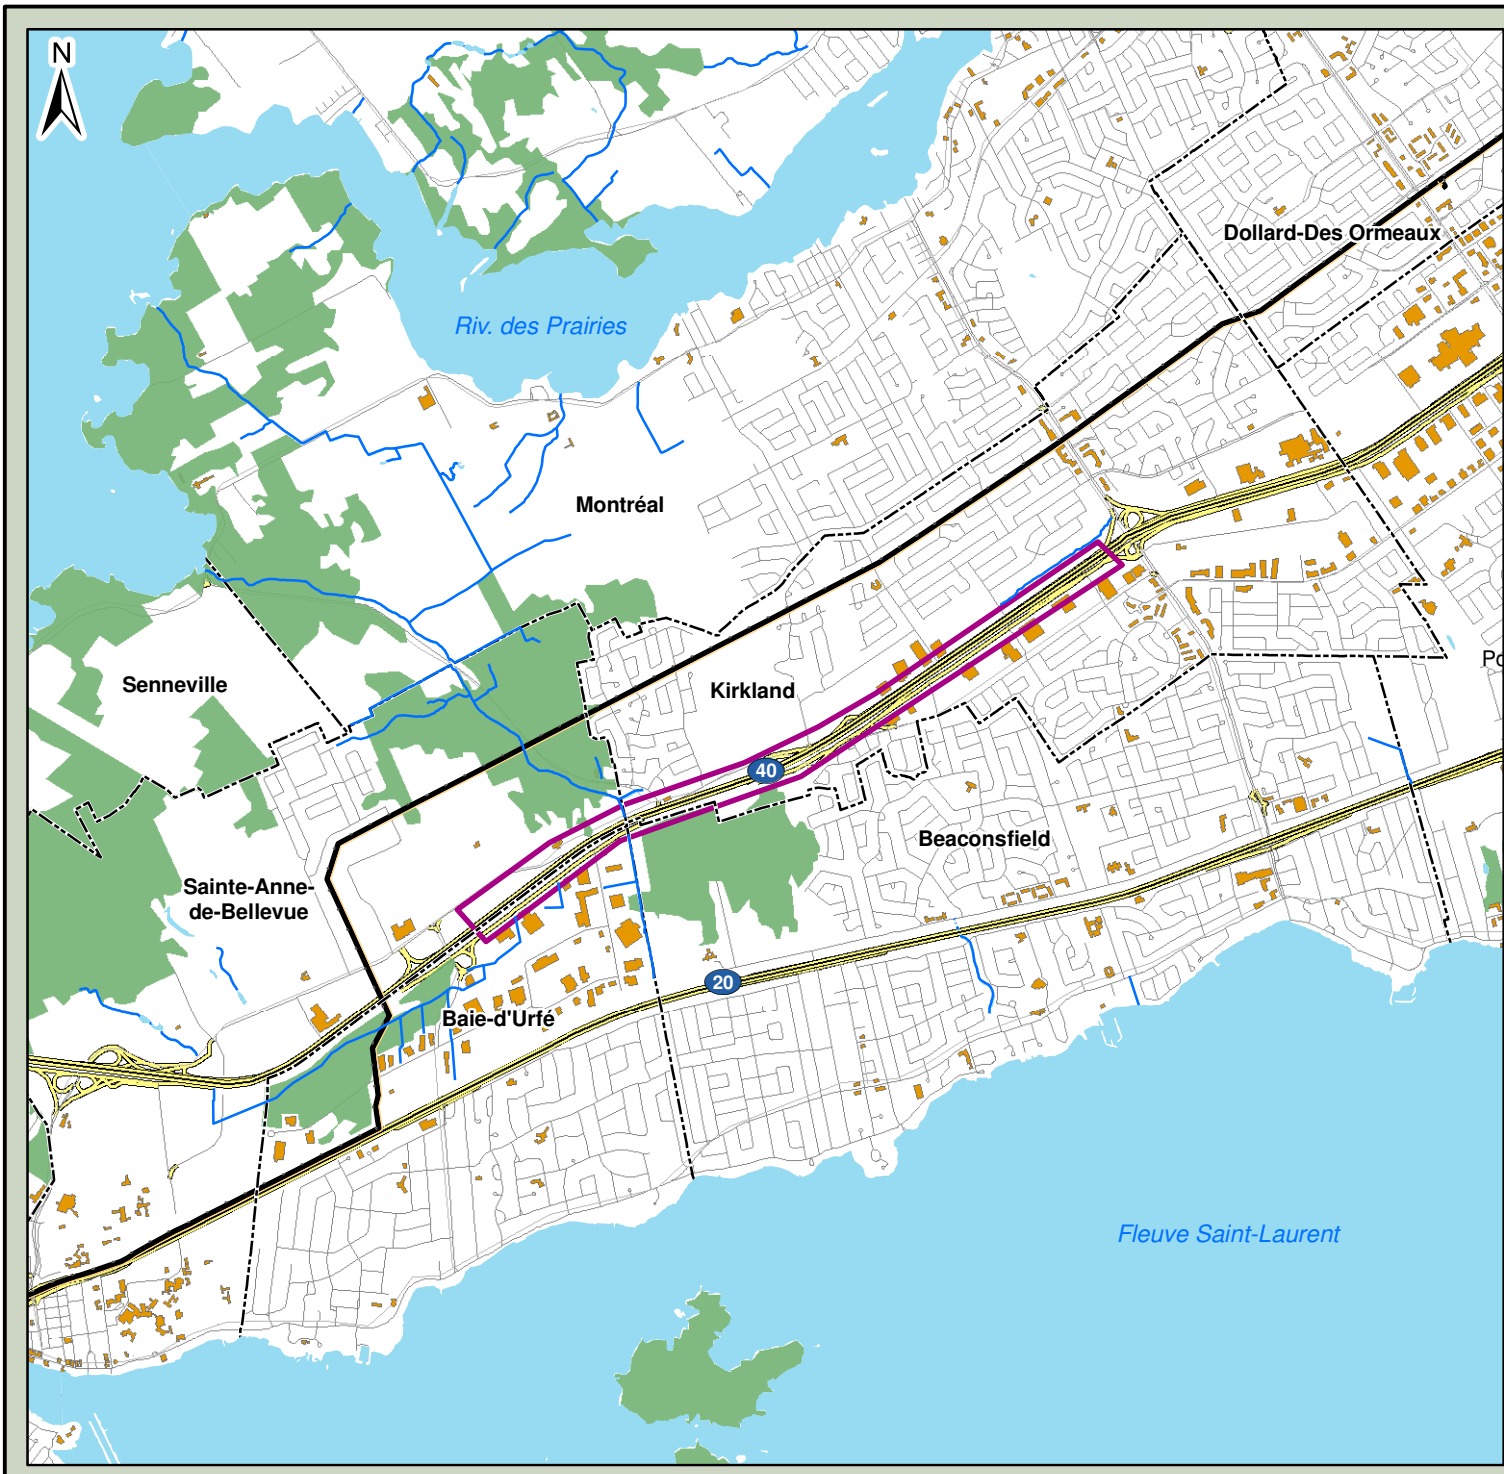 N
Dollard-Des Ormeaux
Riv. des Prairies
Montréal
Senneville
Kirkland
Po
40
Beaconsfield
Sainte-Anne-
de-Bellevue
20
Baie-d'Urfé
Fleuve Saint-Laurent